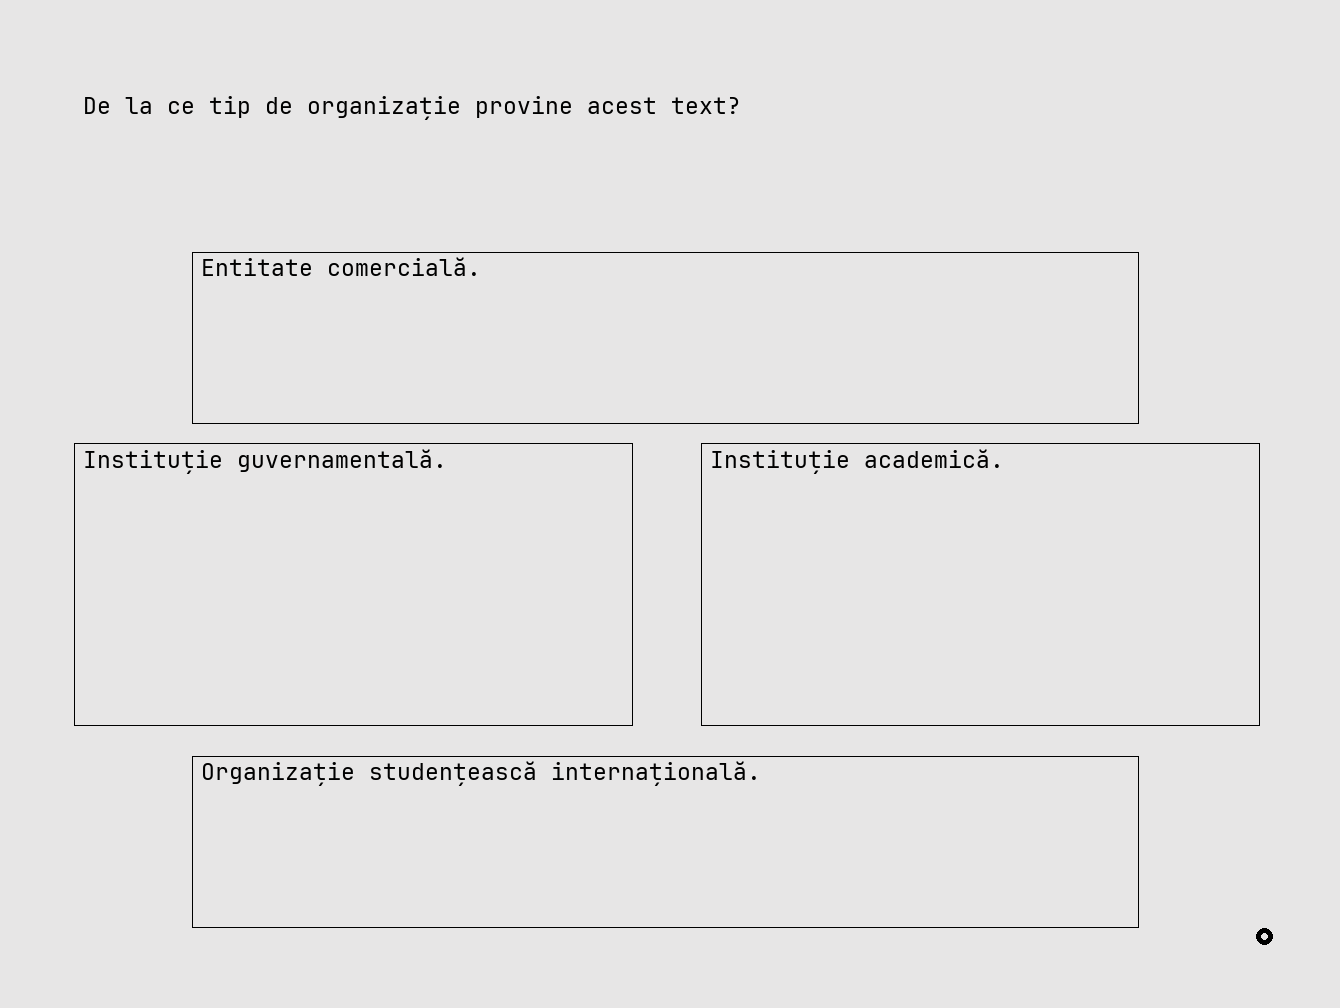 De la ce tip de organizație provine acest text?
Entitate comercială.
Instituție guvernamentală.
Instituție academică.
Organizație studențească internațională.